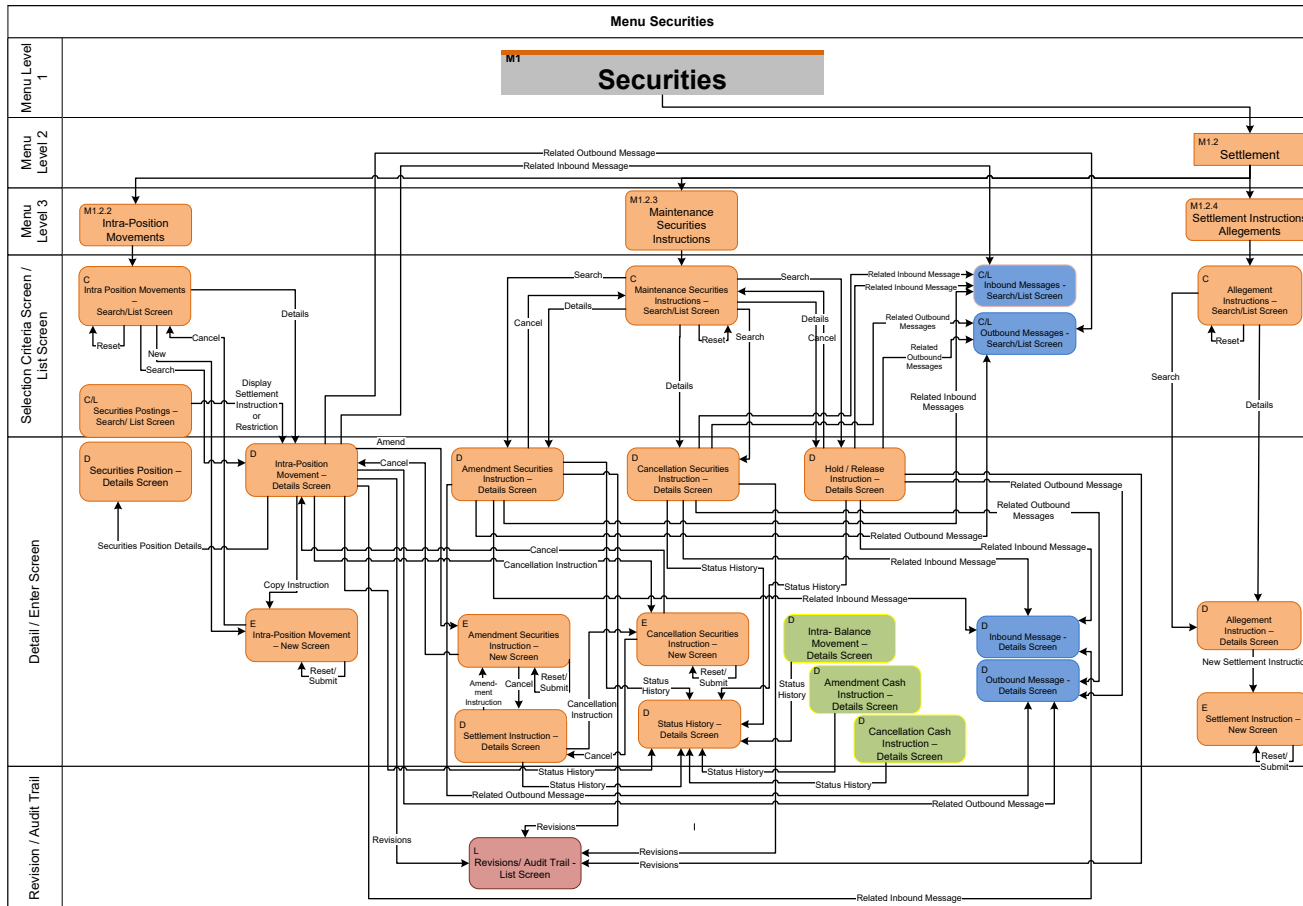 Menu Securities
Menu Level
1
M1
Securities
Menu
Level 2
Related Outbound Message
Related Inbound Message
M1.2
Settlement
Menu
Level 3
M1.2.2
Intra-Position
Movements
M1.2.3
Maintenance
Securities
Instructions
M1.2.4
Settlement Instructions
Allegements
Selection Criteria Screen /
List Screen
C
Intra Position Movements
–
Search/List Screen
Reset
New
Search
Cancel
Details
C/L
Securities Postings –
Search/ List Screen
Display
Settlement
Instruction
or
Restriction
Search
Details
Cancel
C
Maintenance Securities
Instructions –
Search/List Screen
Reset
Search
Search
Details
Cancel
Details
Related Inbound Message
Related Inbound Message
C/L
Inbound Messages -
Search/List Screen
Related Outbound
Messages
Related
Outbound
Messages
C/L
Outbound Messages -
Search/List Screen
Related Inbound
Messages
C
Allegement
Instructions –
Search/List Screen
Reset
Search
Details
Detail / Enter Screen
D
Securities Position –
Details Screen
D
Intra-Position
Movement –
Details Screen
Amend
Cancel
D
Amendment Securities
Instruction –
Details Screen
D
Cancellation Securities
Instruction –
Details Screen
D
Hold / Release
Instruction –
Details Screen
Related Outbound Message
Related Outbound
Messages
Securities Position Details
Related Outbound Message
Cancel
Cancellation Instruction
Related Inbound Message
Related Inbound Message
Status History
Status History
Copy Instruction
Related Inbound Message
E
Intra-Position Movement
– New Screen
Reset/
Submit
E
Amendment Securities
Instruction –
New Screen
Reset/
Submit
Amend-
ment
Instruction
Cancel
Cancellation
Instruction
E
Cancellation Securities
Instruction –
New Screen
Reset/
Submit
Status
History
Status
History
D
Intra- Balance
Movement –
Details Screen
Status
History
D
Amendment Cash
Instruction –
Details Screen
D
Cancellation Cash
Instruction –
Details Screen
D
Inbound Message -
Details Screen
D
Outbound Message -
Details Screen
D
Allegement
Instruction –
Details Screen
New Settlement Instruction
E
Settlement Instruction –
New Screen
Reset/
Submit
D
Settlement Instruction –
Details Screen
Cancel
D
Status History –
Details Screen
Status History
Status History
Status History
Status History
Related Outbound Message
Related Outbound Message
Revision / Audit Trail
Revisions
Revisions
Revisions
Revisions
L
Revisions/ Audit Trail -
List Screen
Related Inbound Message